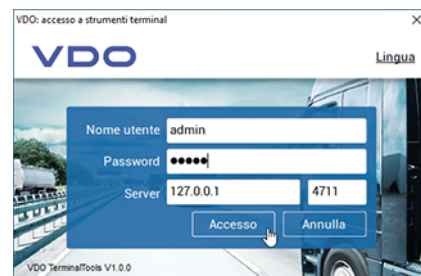 VDO: accesso a strumenti terminal
VDO
Lingua
Nome utente admin
Password •••••
Server 127.0.0.1 4711
Accesso Annulla
VDO TerminalTools V1.0.0